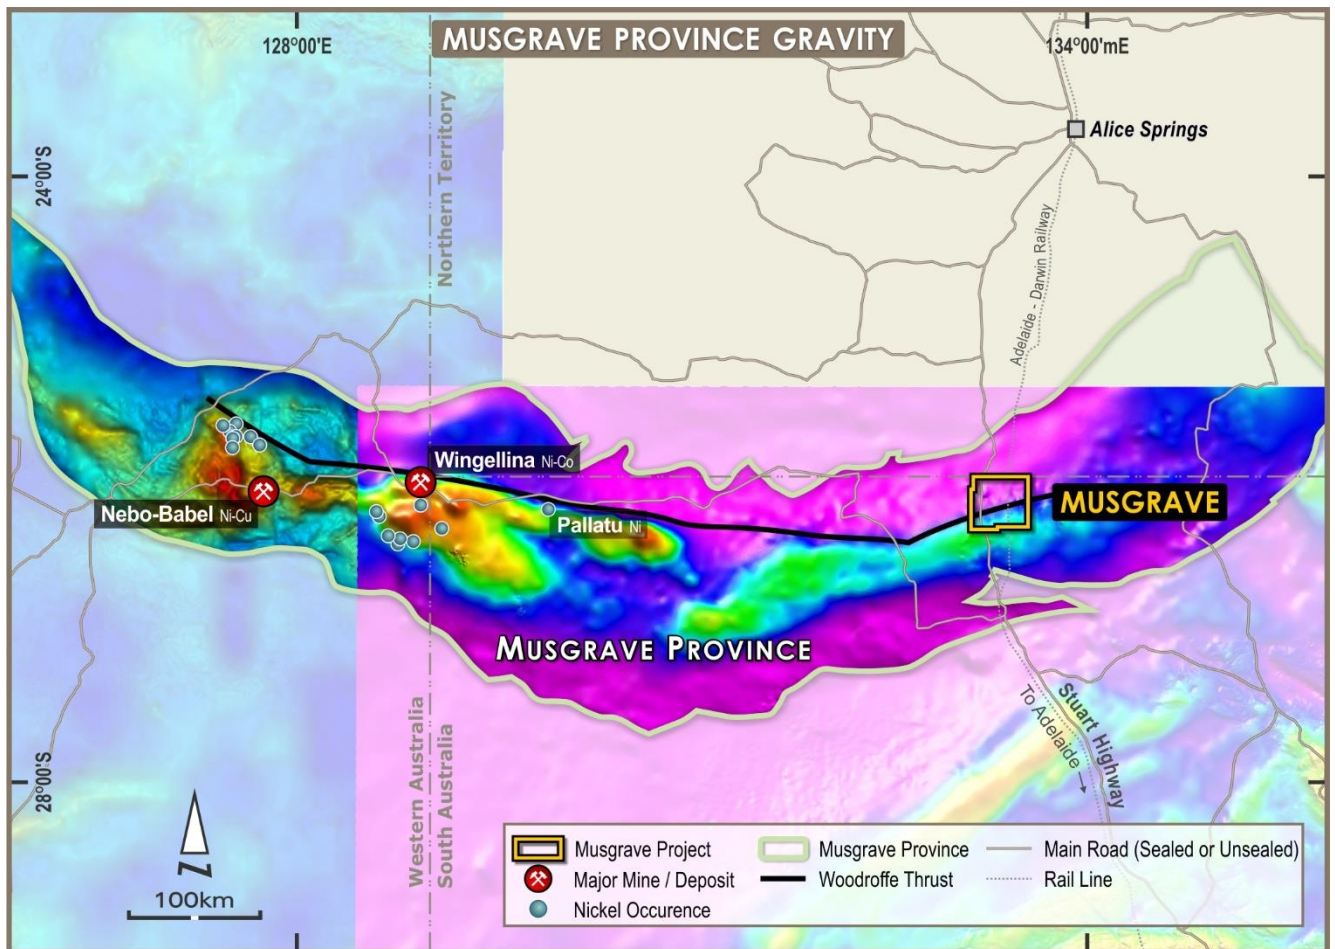 MUSGRAVE PROVINCE GRAVITY
128°00'E
134°00'mE
24°00'S
28°00'S
Alice Springs
Northern Territory
Adelaide - Darwin Railway
Wingellina Ni-Co
Nebo-Babel Ni-Cu
Pallatu Ni
MUSGRAVE
MUSGRAVE PROVINCE
Western Australia
South Australia
Stuart Highway
To Adelaide →
N
100km
Musgrave Project
Major Mine / Deposit
Nickel Occurence
Musgrave Province
Woodroffe Thrust
Main Road (Sealed or Unsealed)
Rail Line